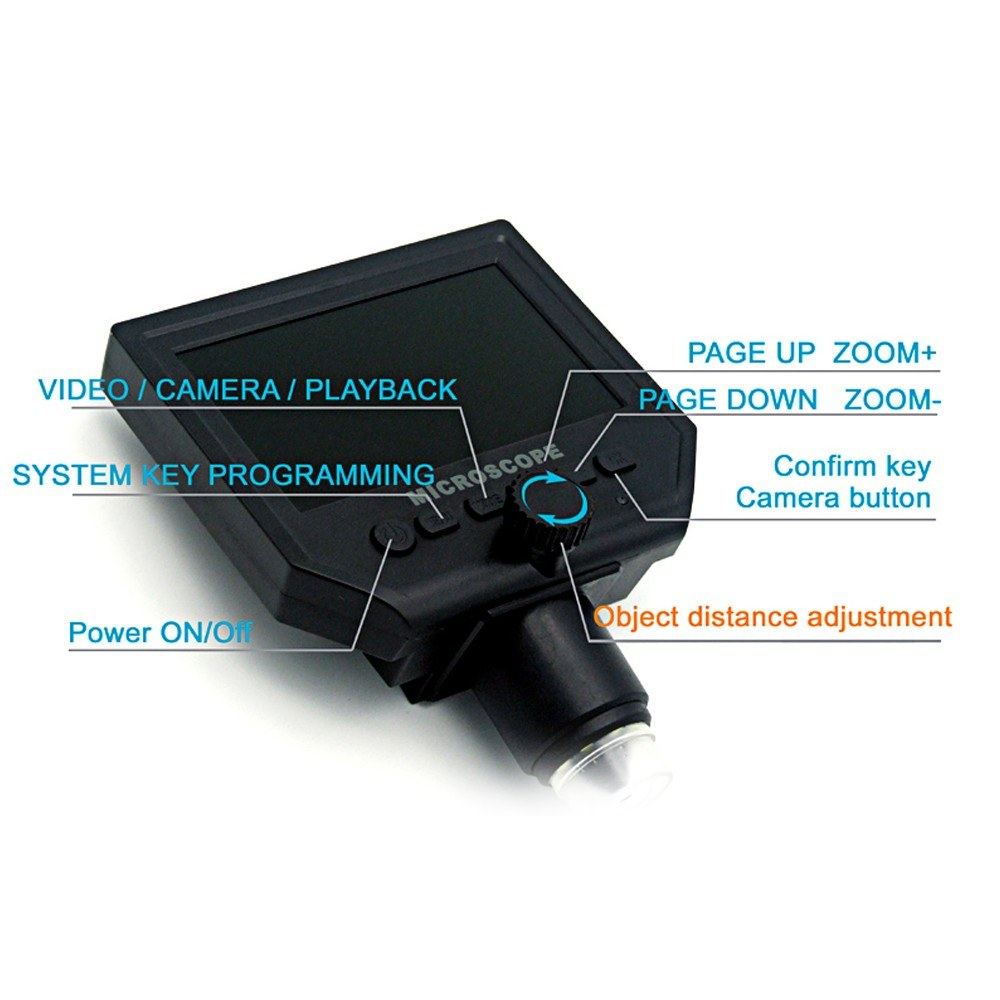 PAGE UP ZOOM+
VIDEO / CAMERA / PLAYBACK
PAGE DOWN ZOOM-
SYSTEM KEY PROGRAMMING
MICROSCOPE
Confirm key
Camera button
Power ON/Off
Object distance adjustment